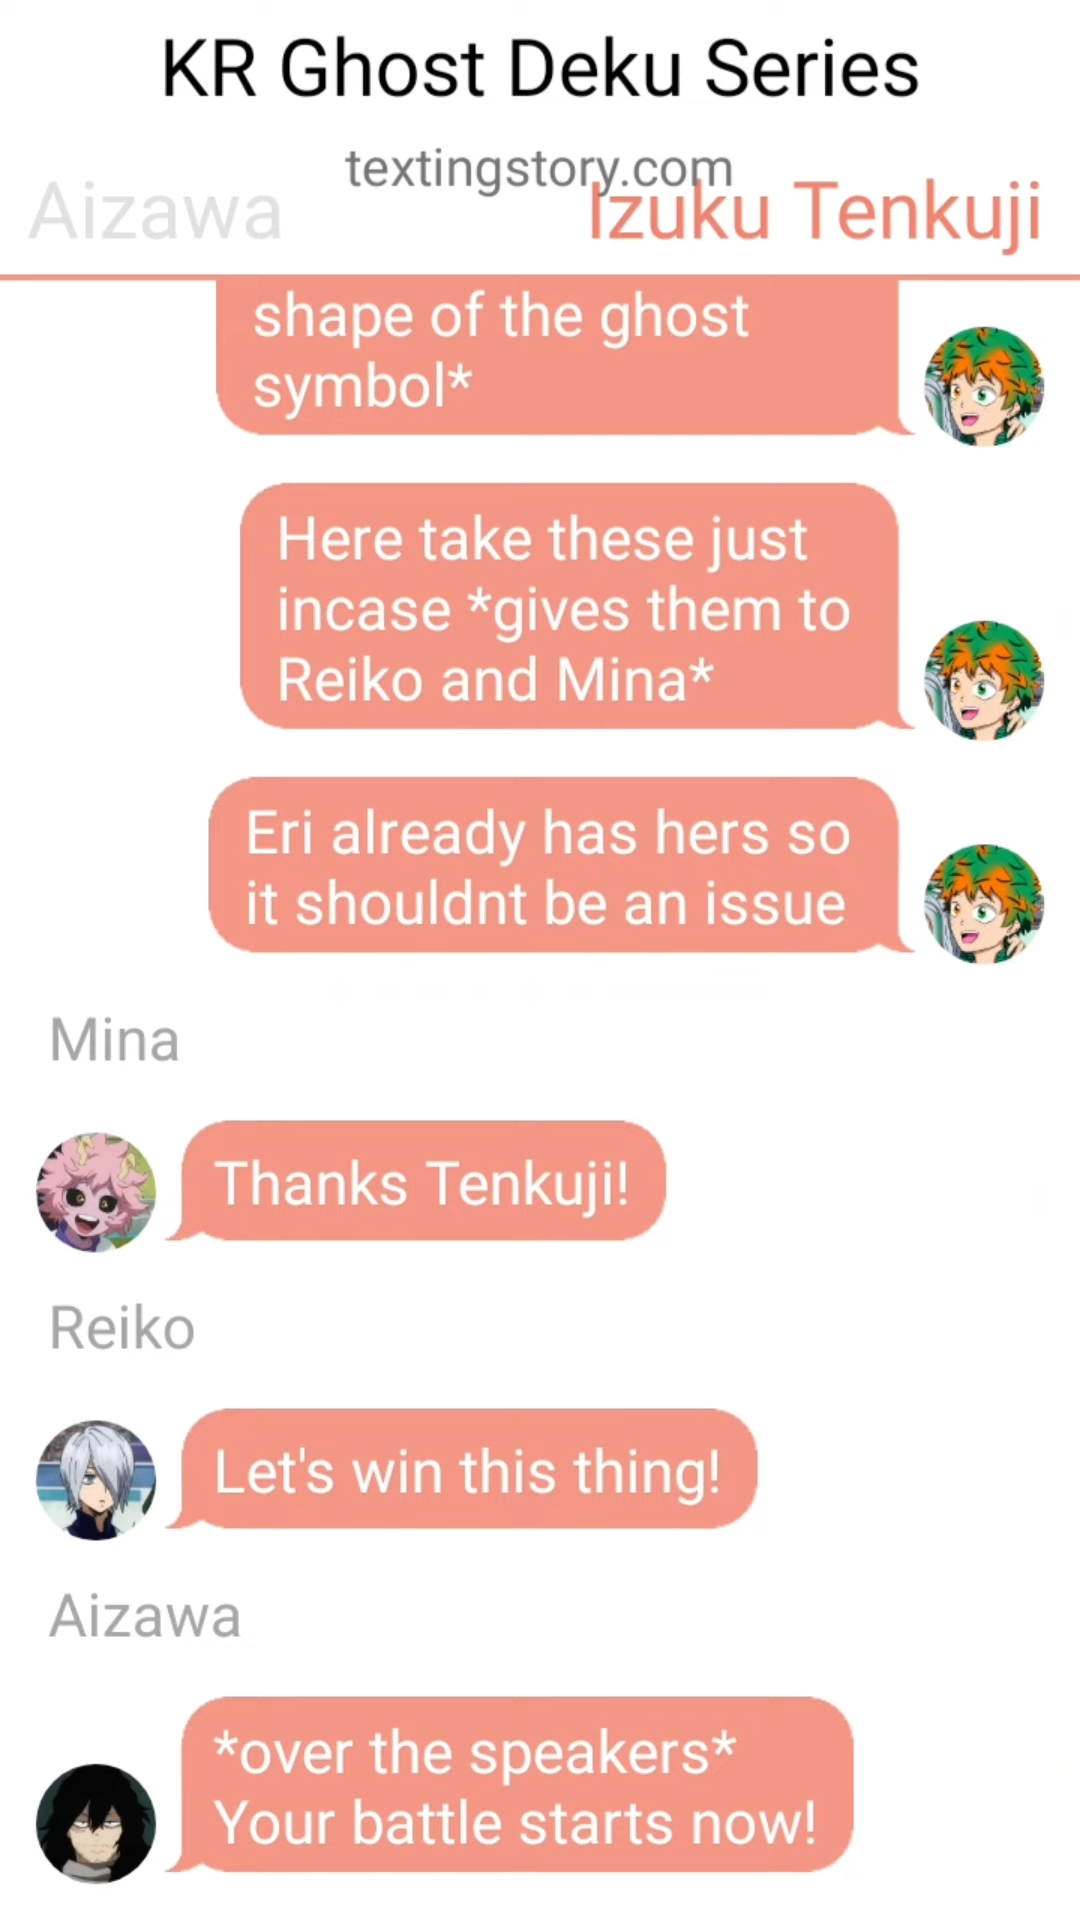 KR Ghost Deku Series
textingstory.com
Aizawa
Izuku Tenkuji
shape of the ghost
symbol*
Here take these just
incase *gives them to
Reiko and Mina*
Eri already has hers so
it shouldnt be an issue
Mina
Thanks Tenkuji!
Reiko
Let's win this thing!
Aizawa
*over the speakers*
Your battle starts now!